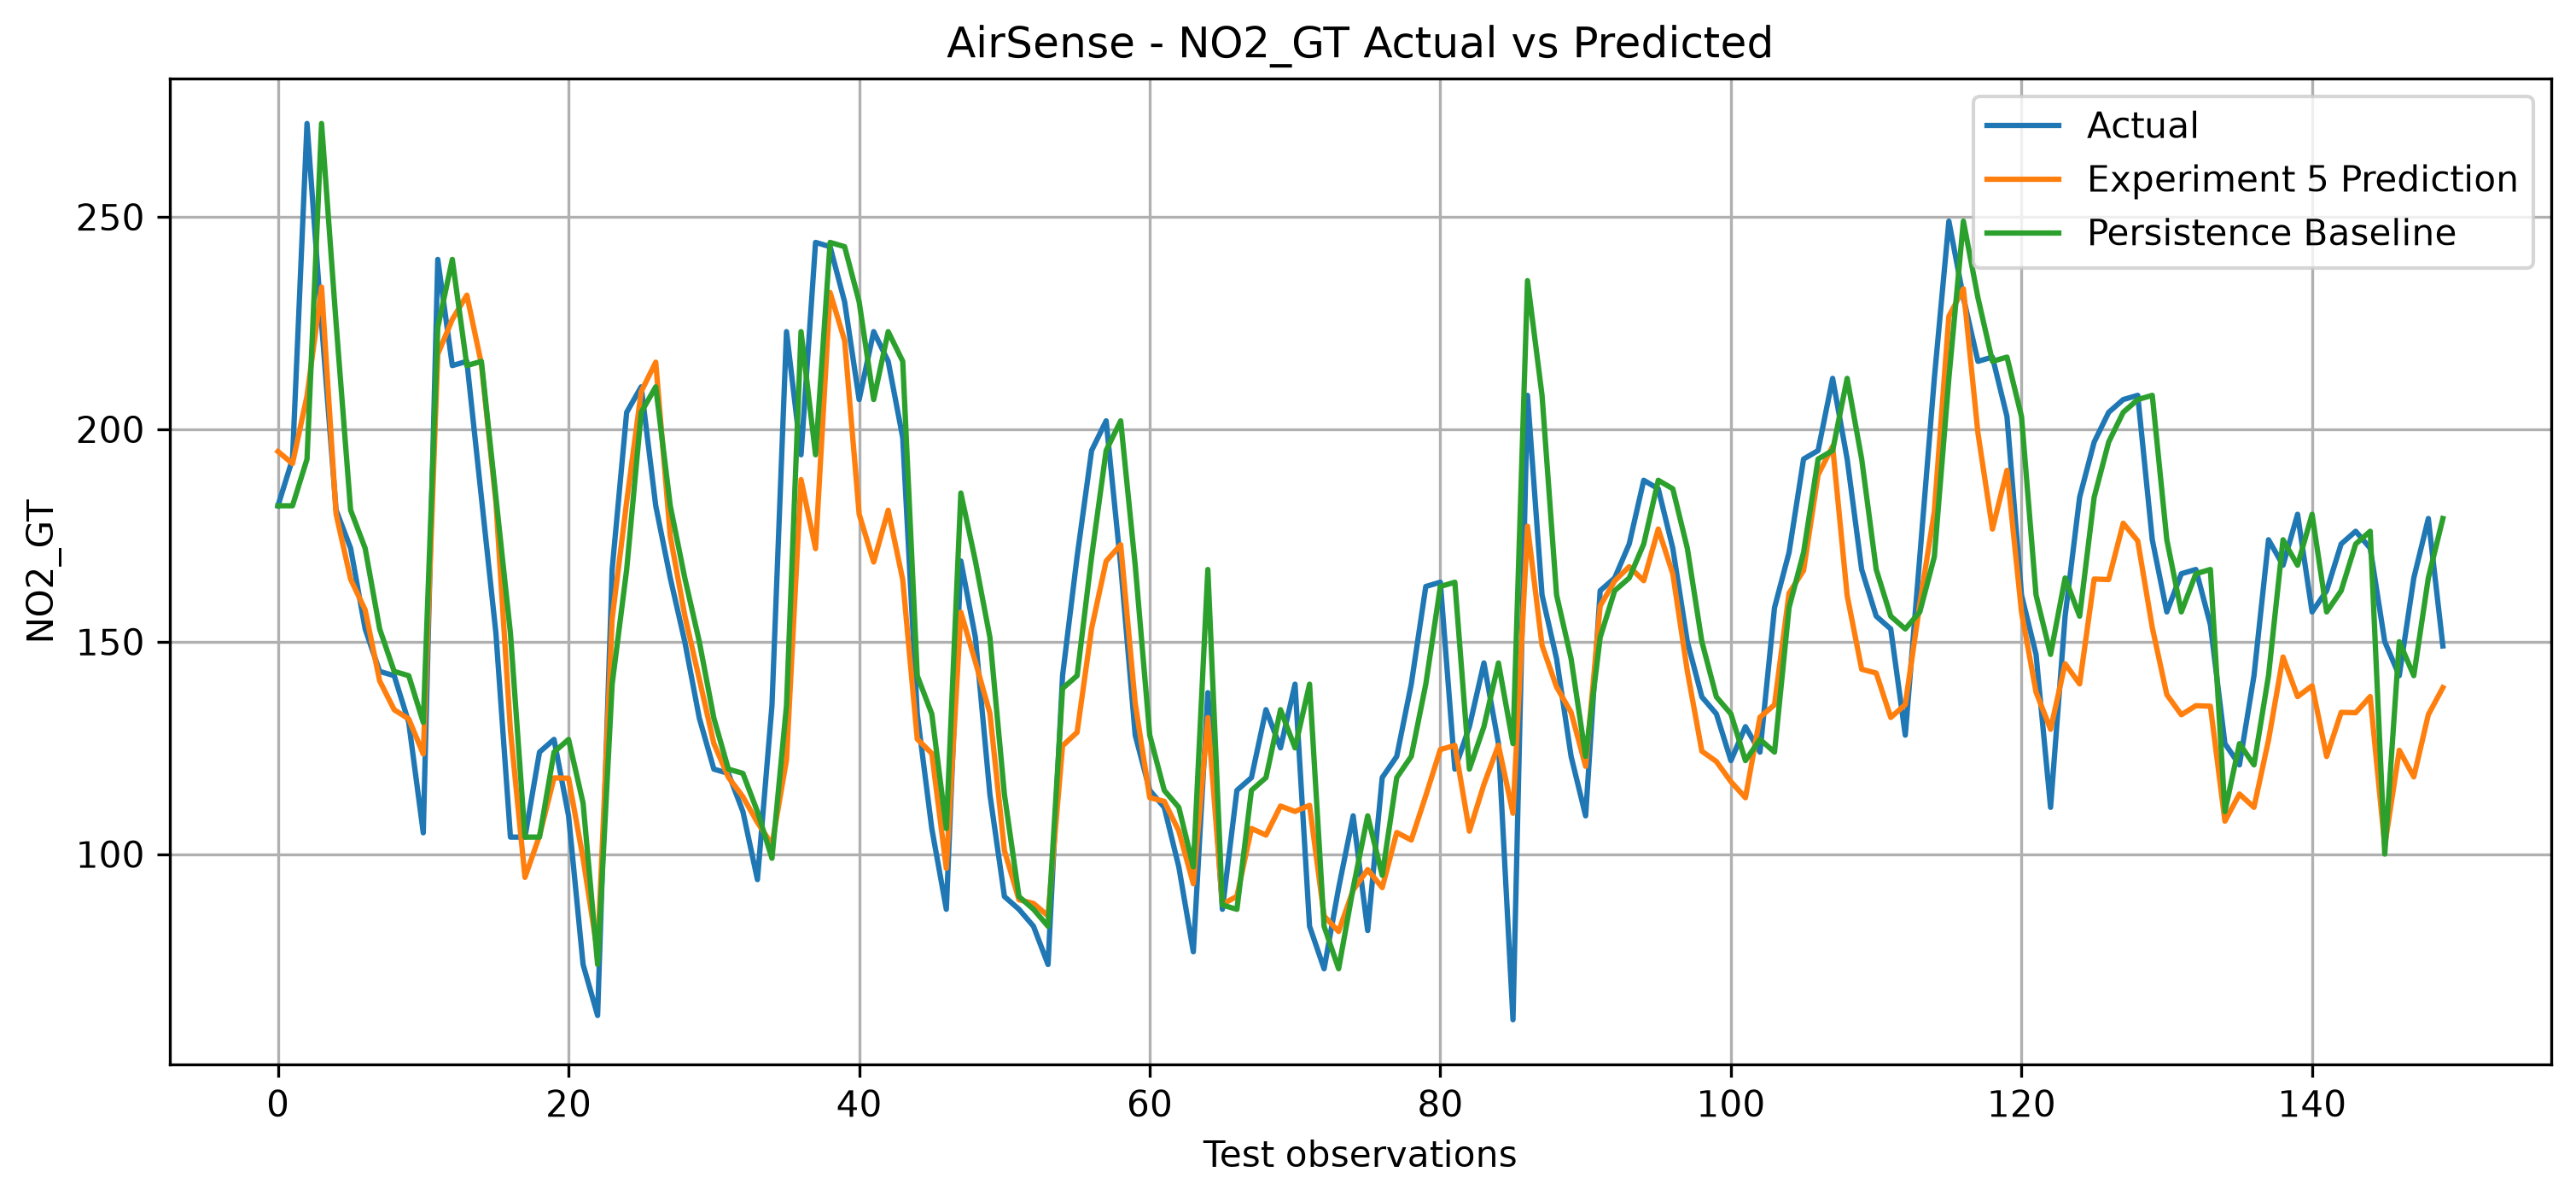 AirSense - NO2_GT Actual vs Predicted
Actual
Experiment 5 Prediction
Persistence Baseline
NO2_GT
250
200
150
100
0 20 40 60 80 100 120 140
Test observations